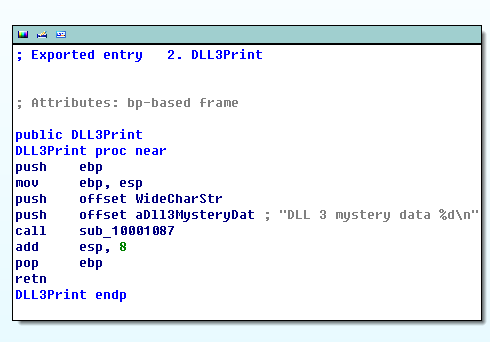 ; Exported entry   2. DLL3Print
; Attributes: bp-based frame
public DLL3Print
DLL3Print proc near
push    ebp
mov     ebp, esp
push    offset WideCharStr
push    offset aDll3MysteryDat ; "DLL 3 mystery data %d\n"
call    sub_10001087
add     esp, 8
pop     ebp
retn
DLL3Print endp